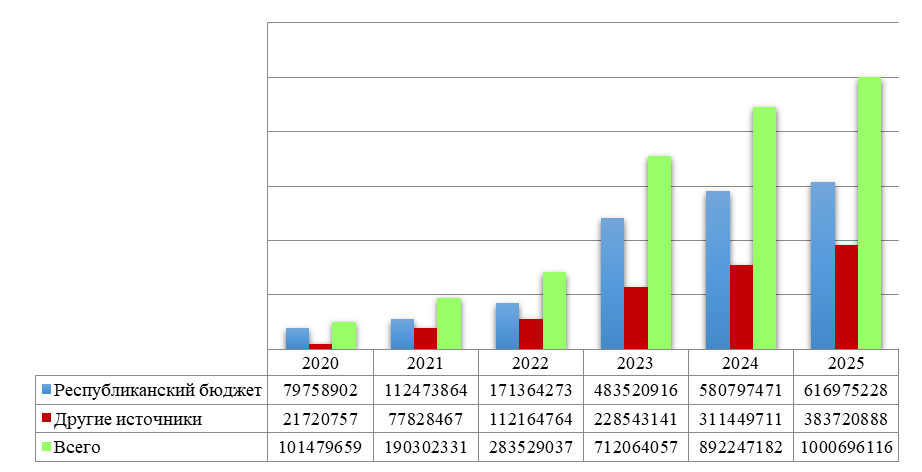 2020 2021 2022 2023 2024 2025
Республиканский бюджет 79758902 112473864 171364273 483520916 580797471 616975228
Другие источники 21720757 77828467 112164764 228543141 311449711 383720888
Всего 101479659 190302331 283529037 712064057 892247182 1000696116